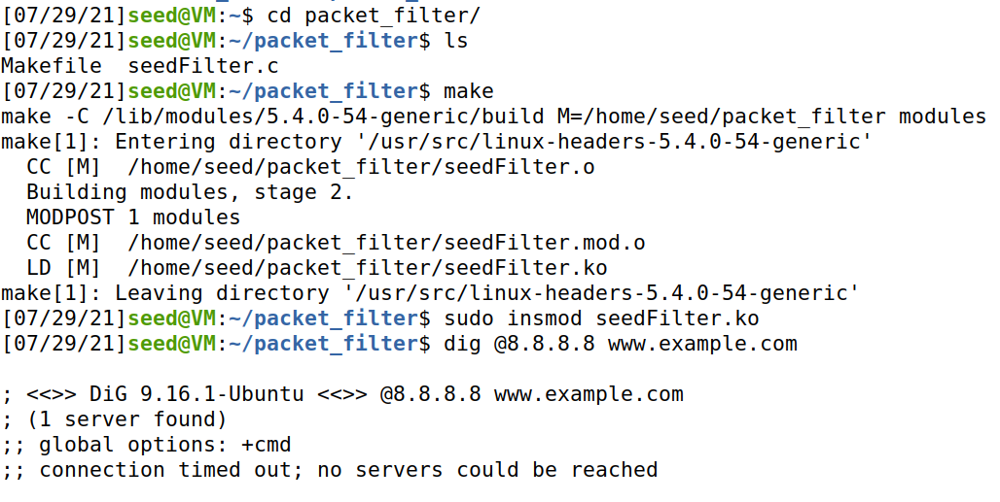 [07/29/21]seed@VM:~$ cd packet_filter/
[07/29/21]seed@VM:~/packet_filter$ ls
Makefile  seedFilter.c
[07/29/21]seed@VM:~/packet_filter$ make
make -C /lib/modules/5.4.0-54-generic/build M=/home/seed/packet_filter modules
make[1]: Entering directory '/usr/src/linux-headers-5.4.0-54-generic'
  CC [M]  /home/seed/packet_filter/seedFilter.o
  Building modules, stage 2.
  MODPOST 1 modules
  CC [M]  /home/seed/packet_filter/seedFilter.mod.o
  LD [M]  /home/seed/packet_filter/seedFilter.ko
make[1]: Leaving directory '/usr/src/linux-headers-5.4.0-54-generic'
[07/29/21]seed@VM:~/packet_filter$ sudo insmod seedFilter.ko
[07/29/21]seed@VM:~/packet_filter$ dig @8.8.8.8 www.example.com

; <<>> DiG 9.16.1-Ubuntu <<>> @8.8.8.8 www.example.com
; (1 server found)
;; global options: +cmd
;; connection timed out; no servers could be reached